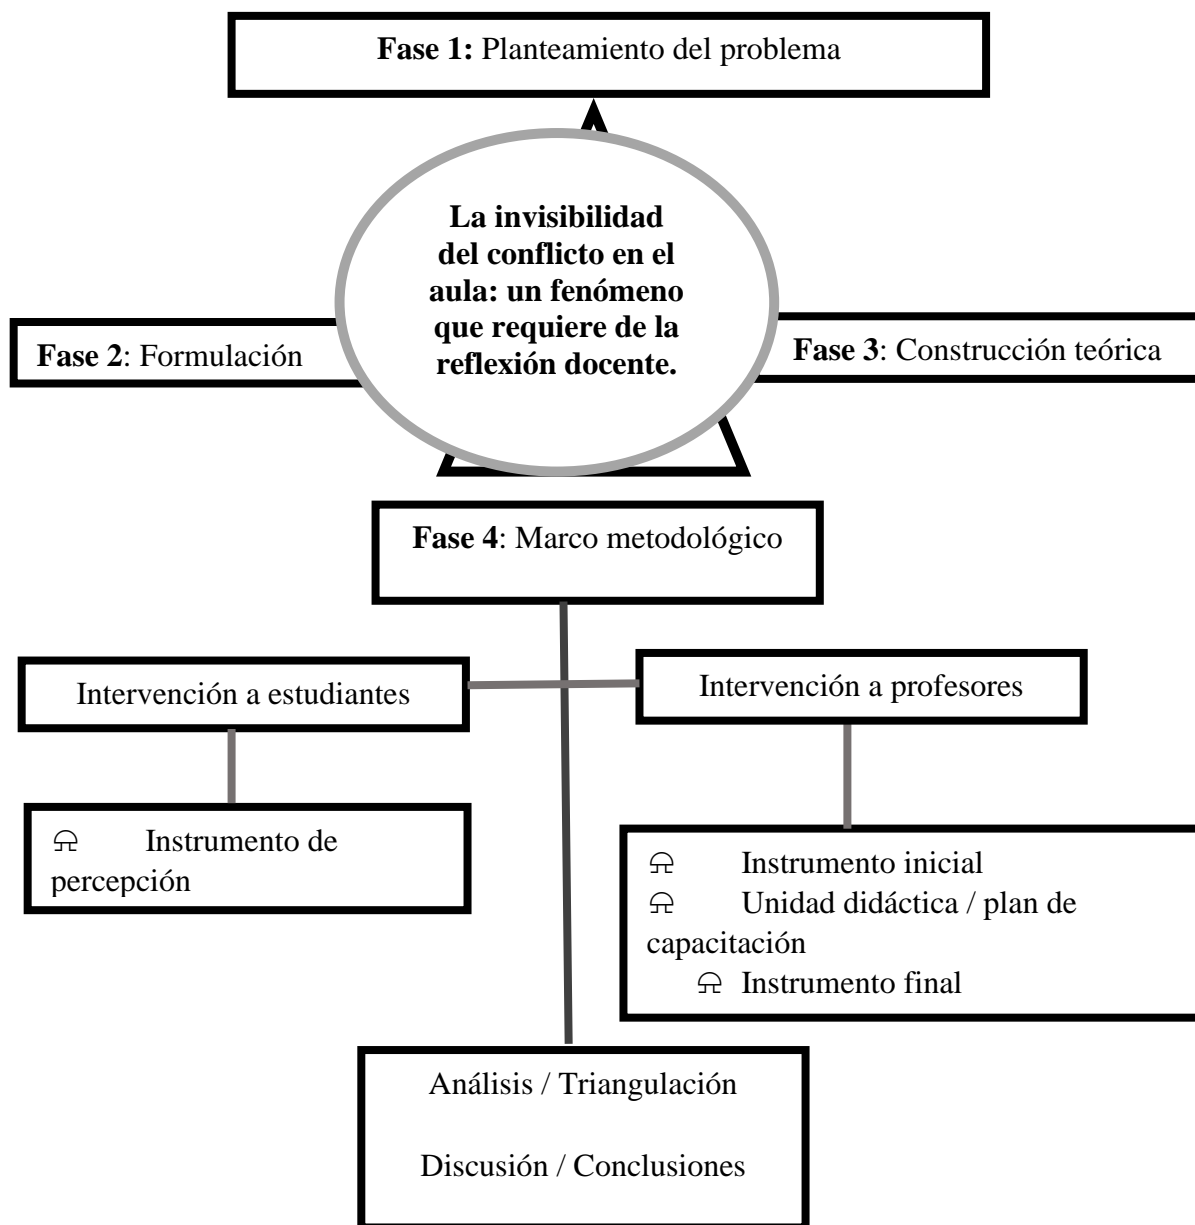 Fase 1: Planteamiento del problema
La invisibilidad
del conflicto en el
aula: un fenómeno
que requiere de la
reflexión docente.
Fase 2: Formulación
Fase 3: Construcción teórica
Fase 4: Marco metodológico
Intervención a estudiantes
Intervención a profesores
Instrumento de
percepción
Instrumento inicial
Unidad didáctica / plan de
capacitación
Instrumento final
Análisis / Triangulación
Discusión / Conclusiones